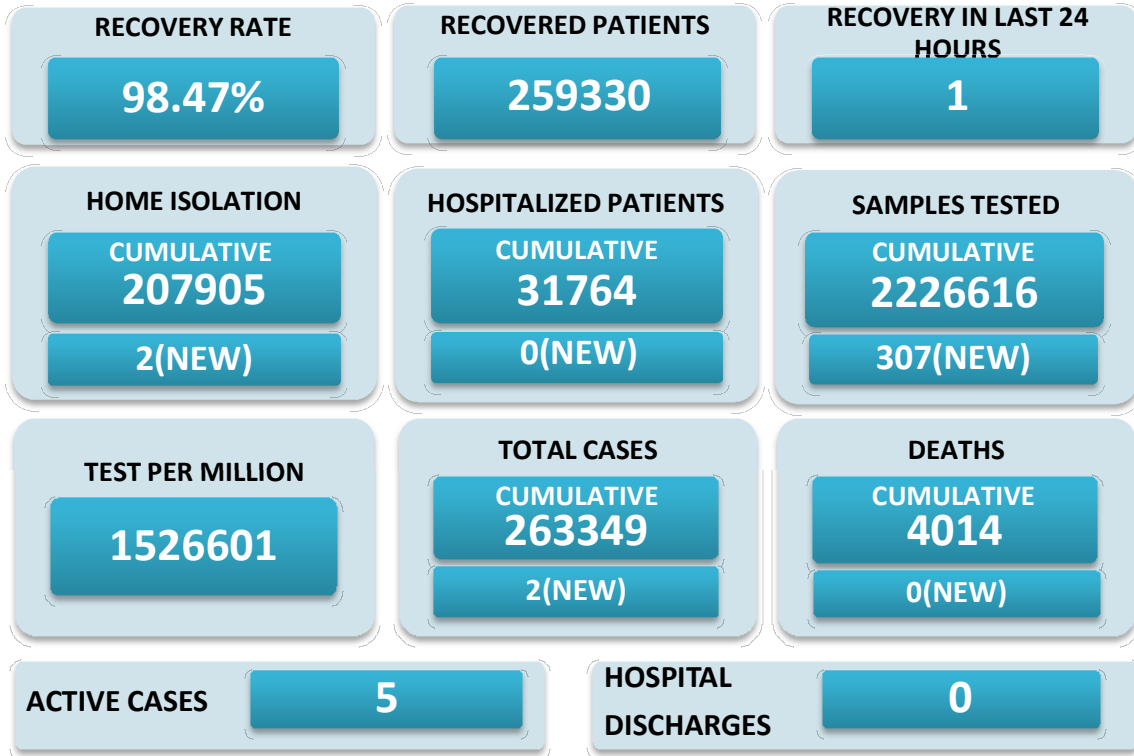 RECOVERY RATE
98.47%
RECOVERED PATIENTS
259330
RECOVERY IN LAST 24
HOURS
1
HOME ISOLATION
CUMULATIVE
207905
2(NEW)
HOSPITALIZED PATIENTS
CUMULATIVE
31764
0(NEW)
SAMPLES TESTED
CUMULATIVE
2226616
307(NEW)
TEST PER MILLION
1526601
TOTAL CASES
CUMULATIVE
263349
2(NEW)
DEATHS
CUMULATIVE
4014
0(NEW)
ACTIVE CASES
5
HOSPITAL
DISCHARGES
0